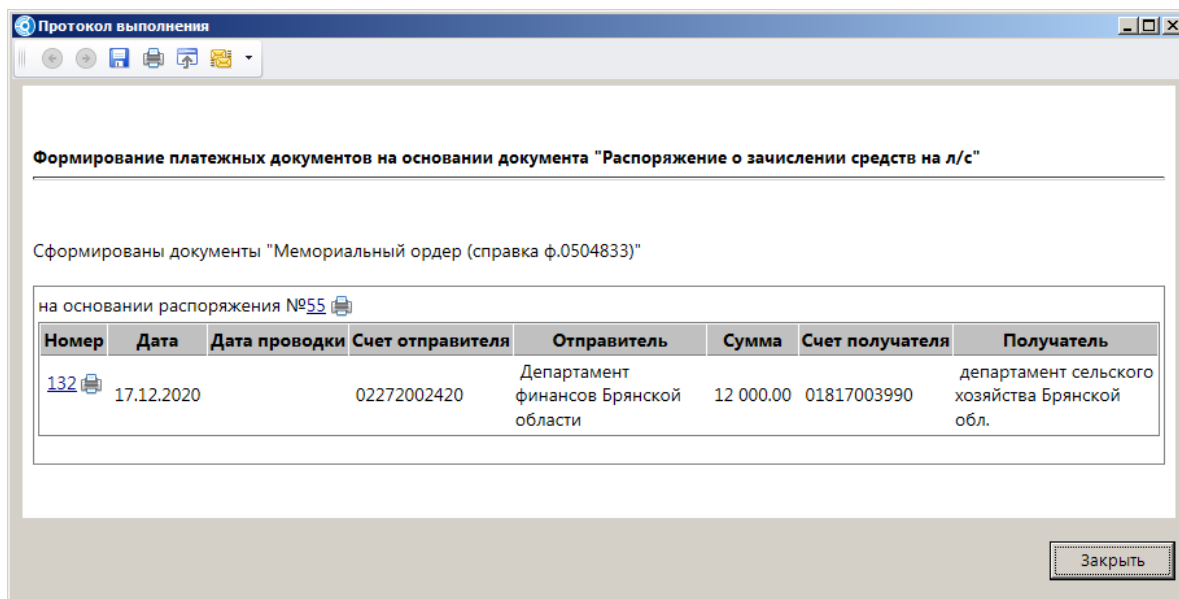 Протокол выполнения
Формирование платежных документов на основании документа "Распоряжение о зачислении средств на л/с"
Сформированы документы "Мемориальный ордер (справка ф.0504833)"
на основании распоряжения №55
Номер Дата Дата проводки Счет отправителя Отправитель Сумма Счет получателя Получатель
132 17.12.2020 02272002420 Департамент финансов Брянской области 12 000.00 01817003990 департамент сельского хозяйства Брянской обл.
Закрыть